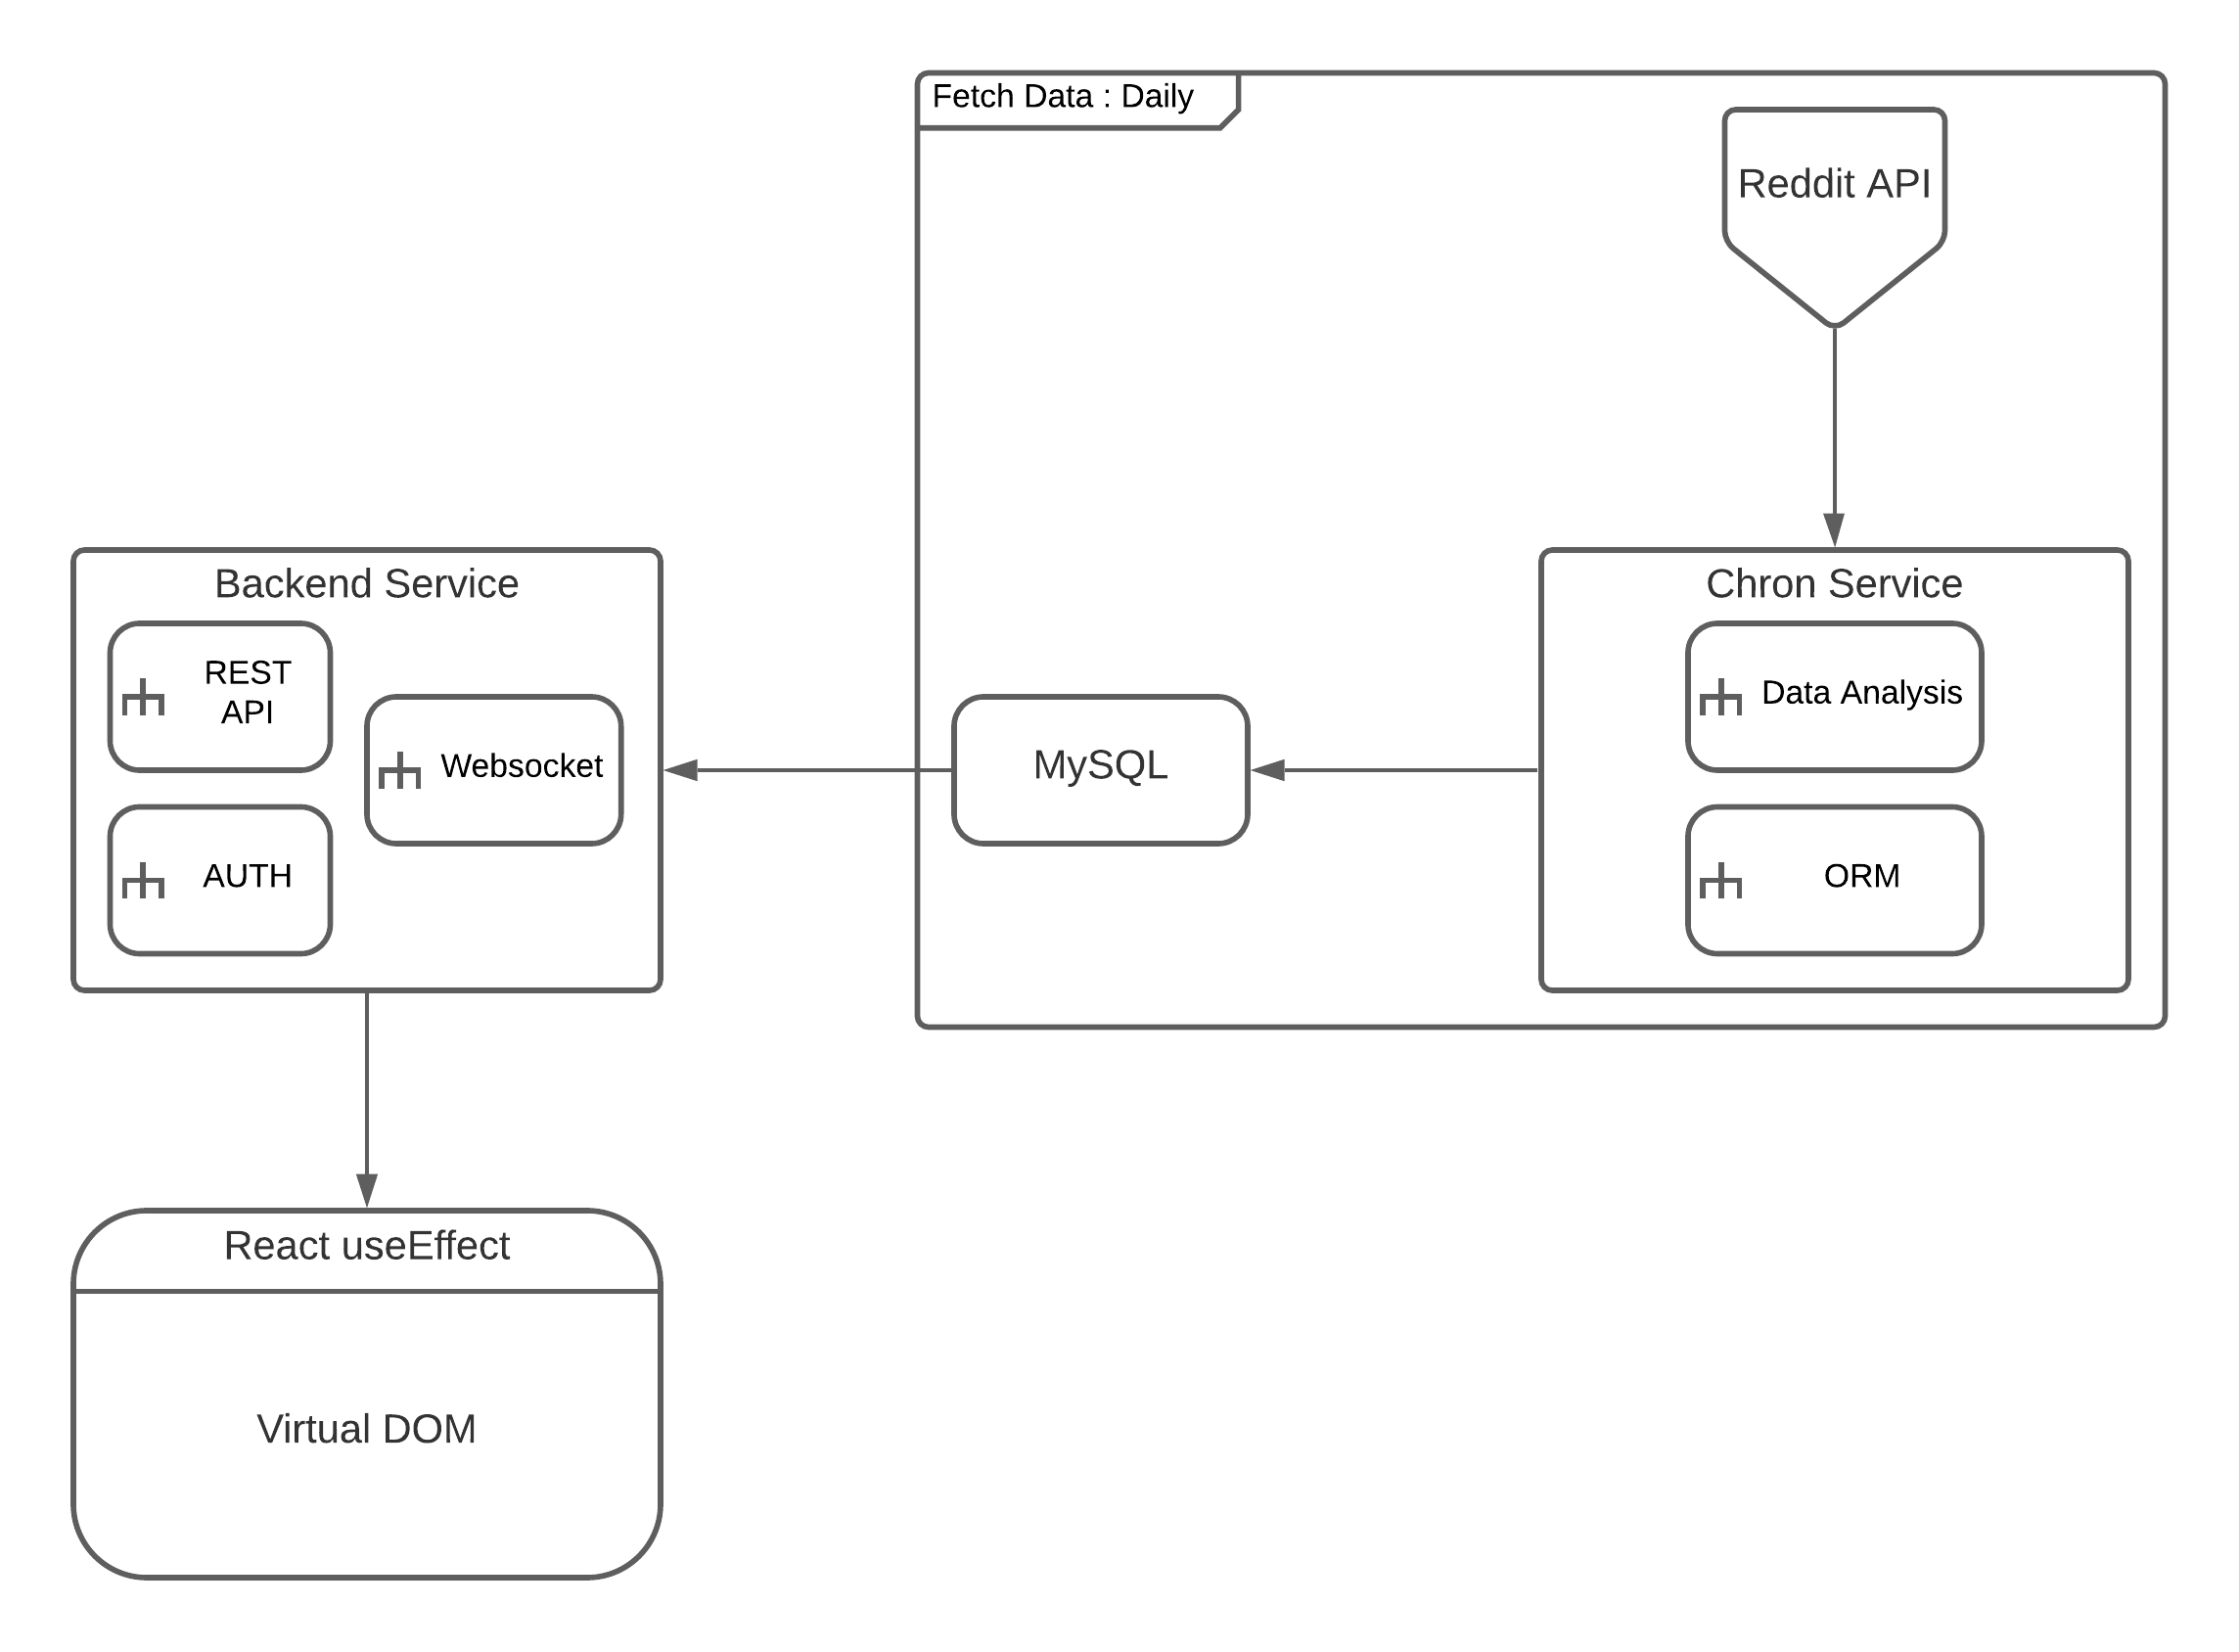 Fetch Data : Daily
Reddit API
Backend Service
REST
API
Websocket
AUTH
MySQL
Chron Service
Data Analysis
ORM
React useEffect
Virtual DOM